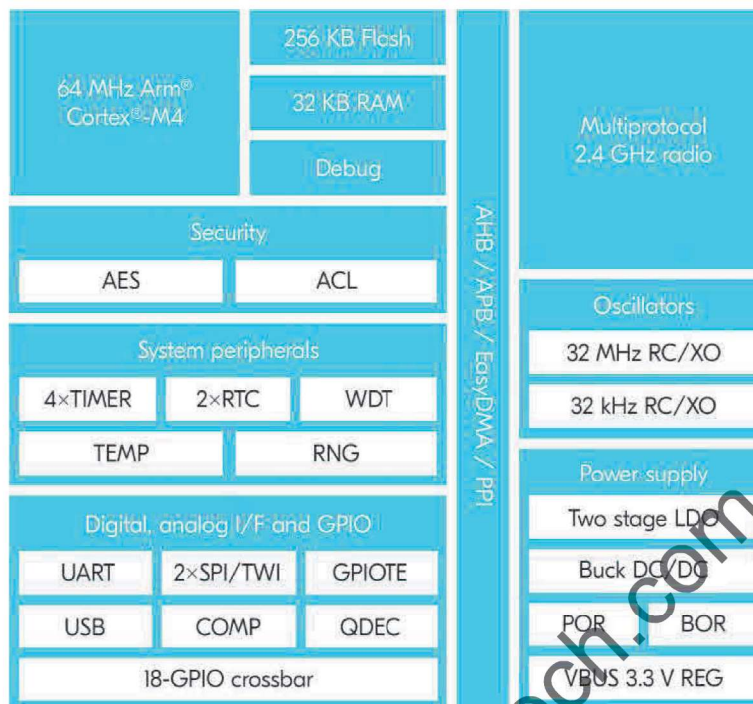 64 MHz Arm®
Cortex®-M4
256 KB Flash
32 KB RAM
Debug
Security
AES
ACL
System peripherals
4×TIMER
2×RTC
WDT
TEMP
RNG
Digital, analog I/F and GPIO
UART
2×SPI/TWI
GPIOTE
USB
COMP
QDEC
18-GPIO crossbar
AHB / APB / EasyDMA / PPI
Multiprotocol
2.4 GHz radio
Oscillators
32 MHz RC/XO
32 kHz RC/XO
Power supply
Two stage LDO
Buck DC/DC
POR
BOR
VBUS 3.3 V REG
ch.com